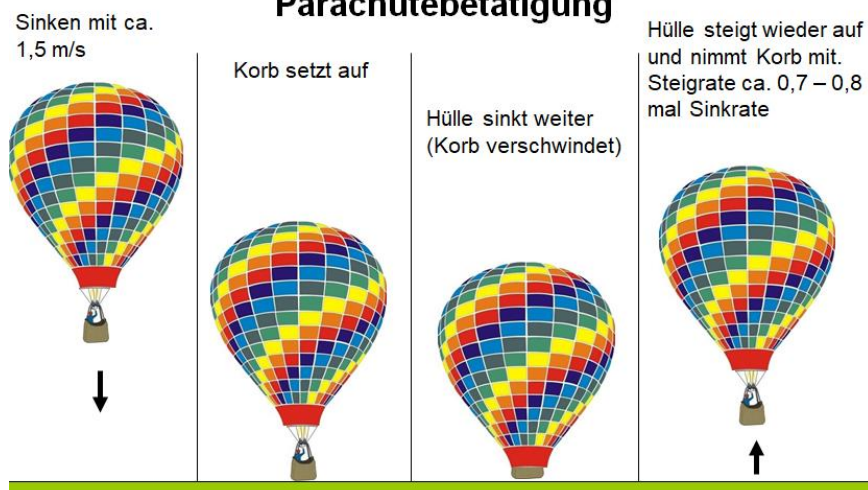 Parachutebetätigung
Sinken mit ca.
1,5 m/s
Korb setzt auf
Hülle sinkt weiter
(Korb verschwindet)
Hülle steigt wieder auf
und nimmt Korb mit.
Steigrate ca. 0,7 – 0,8
mal Sinkrate